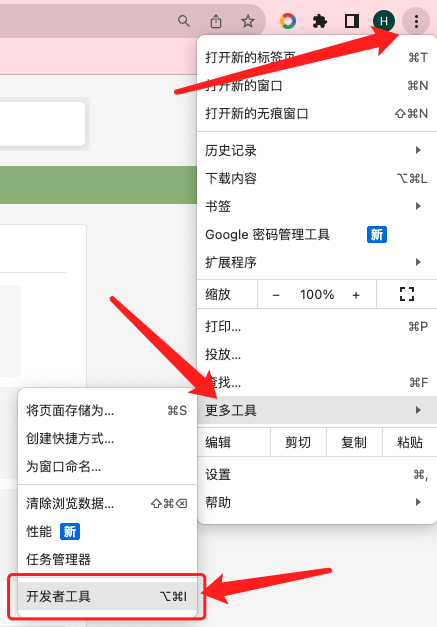 H
打开新的标签页 ⌘T
打开新的窗口 ⌘N
打开新的无痕窗口 ⇧⌘N
历史记录
下载内容 ⌥⌘L
书签
Google 密码管理工具 新
扩展程序
缩放 − 100% +
打印... ⌘P
投放...
查找... ⌘F
更多工具
编辑 剪切 复制 粘贴
设置 ⌘,
帮助
将页面存储为... ⌘S
创建快捷方式...
为窗口命名...
清除浏览数据... ⇧⌘⌫
性能 新
任务管理器
开发者工具 ⌥⌘I